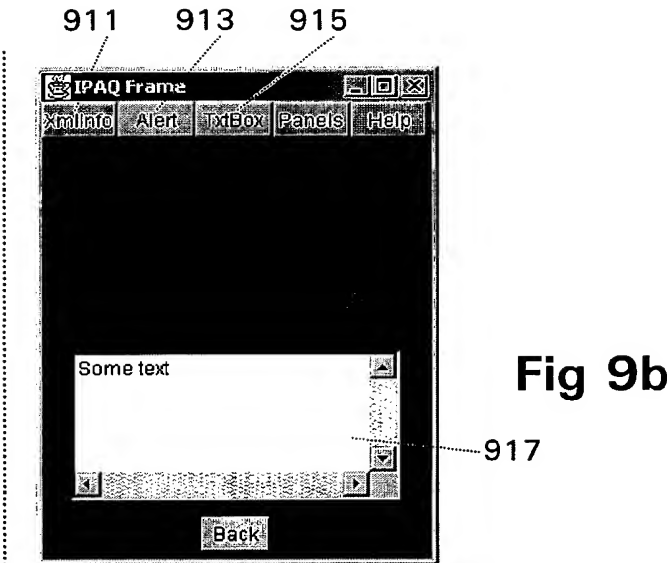 911 913 915
IPAQ Frame
XmlInfo Alert TxtBox Panels Help
Some text
Fig 9b
917
Back